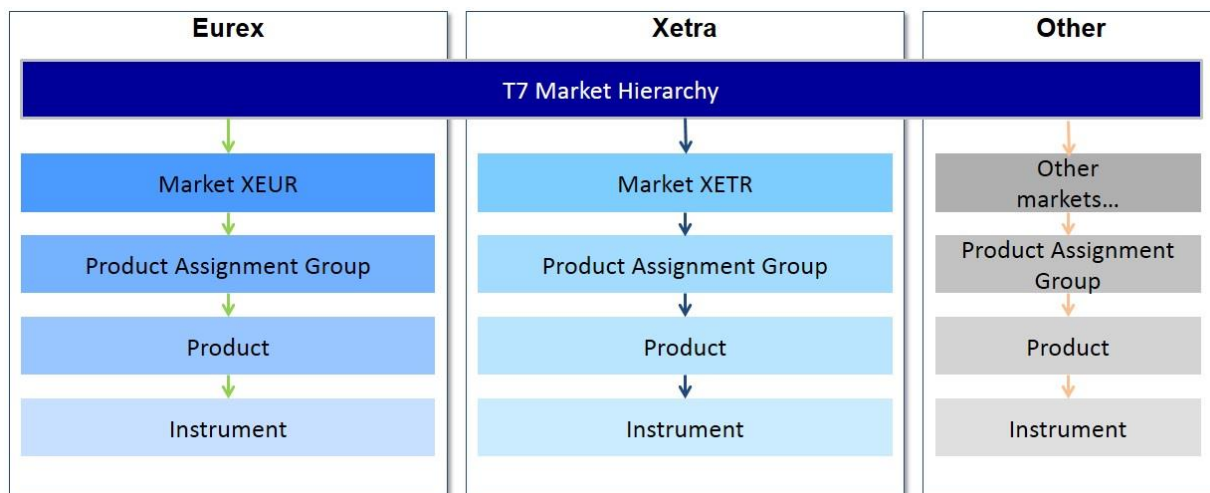 Eurex
Xetra
Other
T7 Market Hierarchy
Market XEUR
Market XETR
Other
markets...
Product Assignment Group
Product Assignment Group
Product Assignment
Group
Product
Product
Product
Instrument
Instrument
Instrument